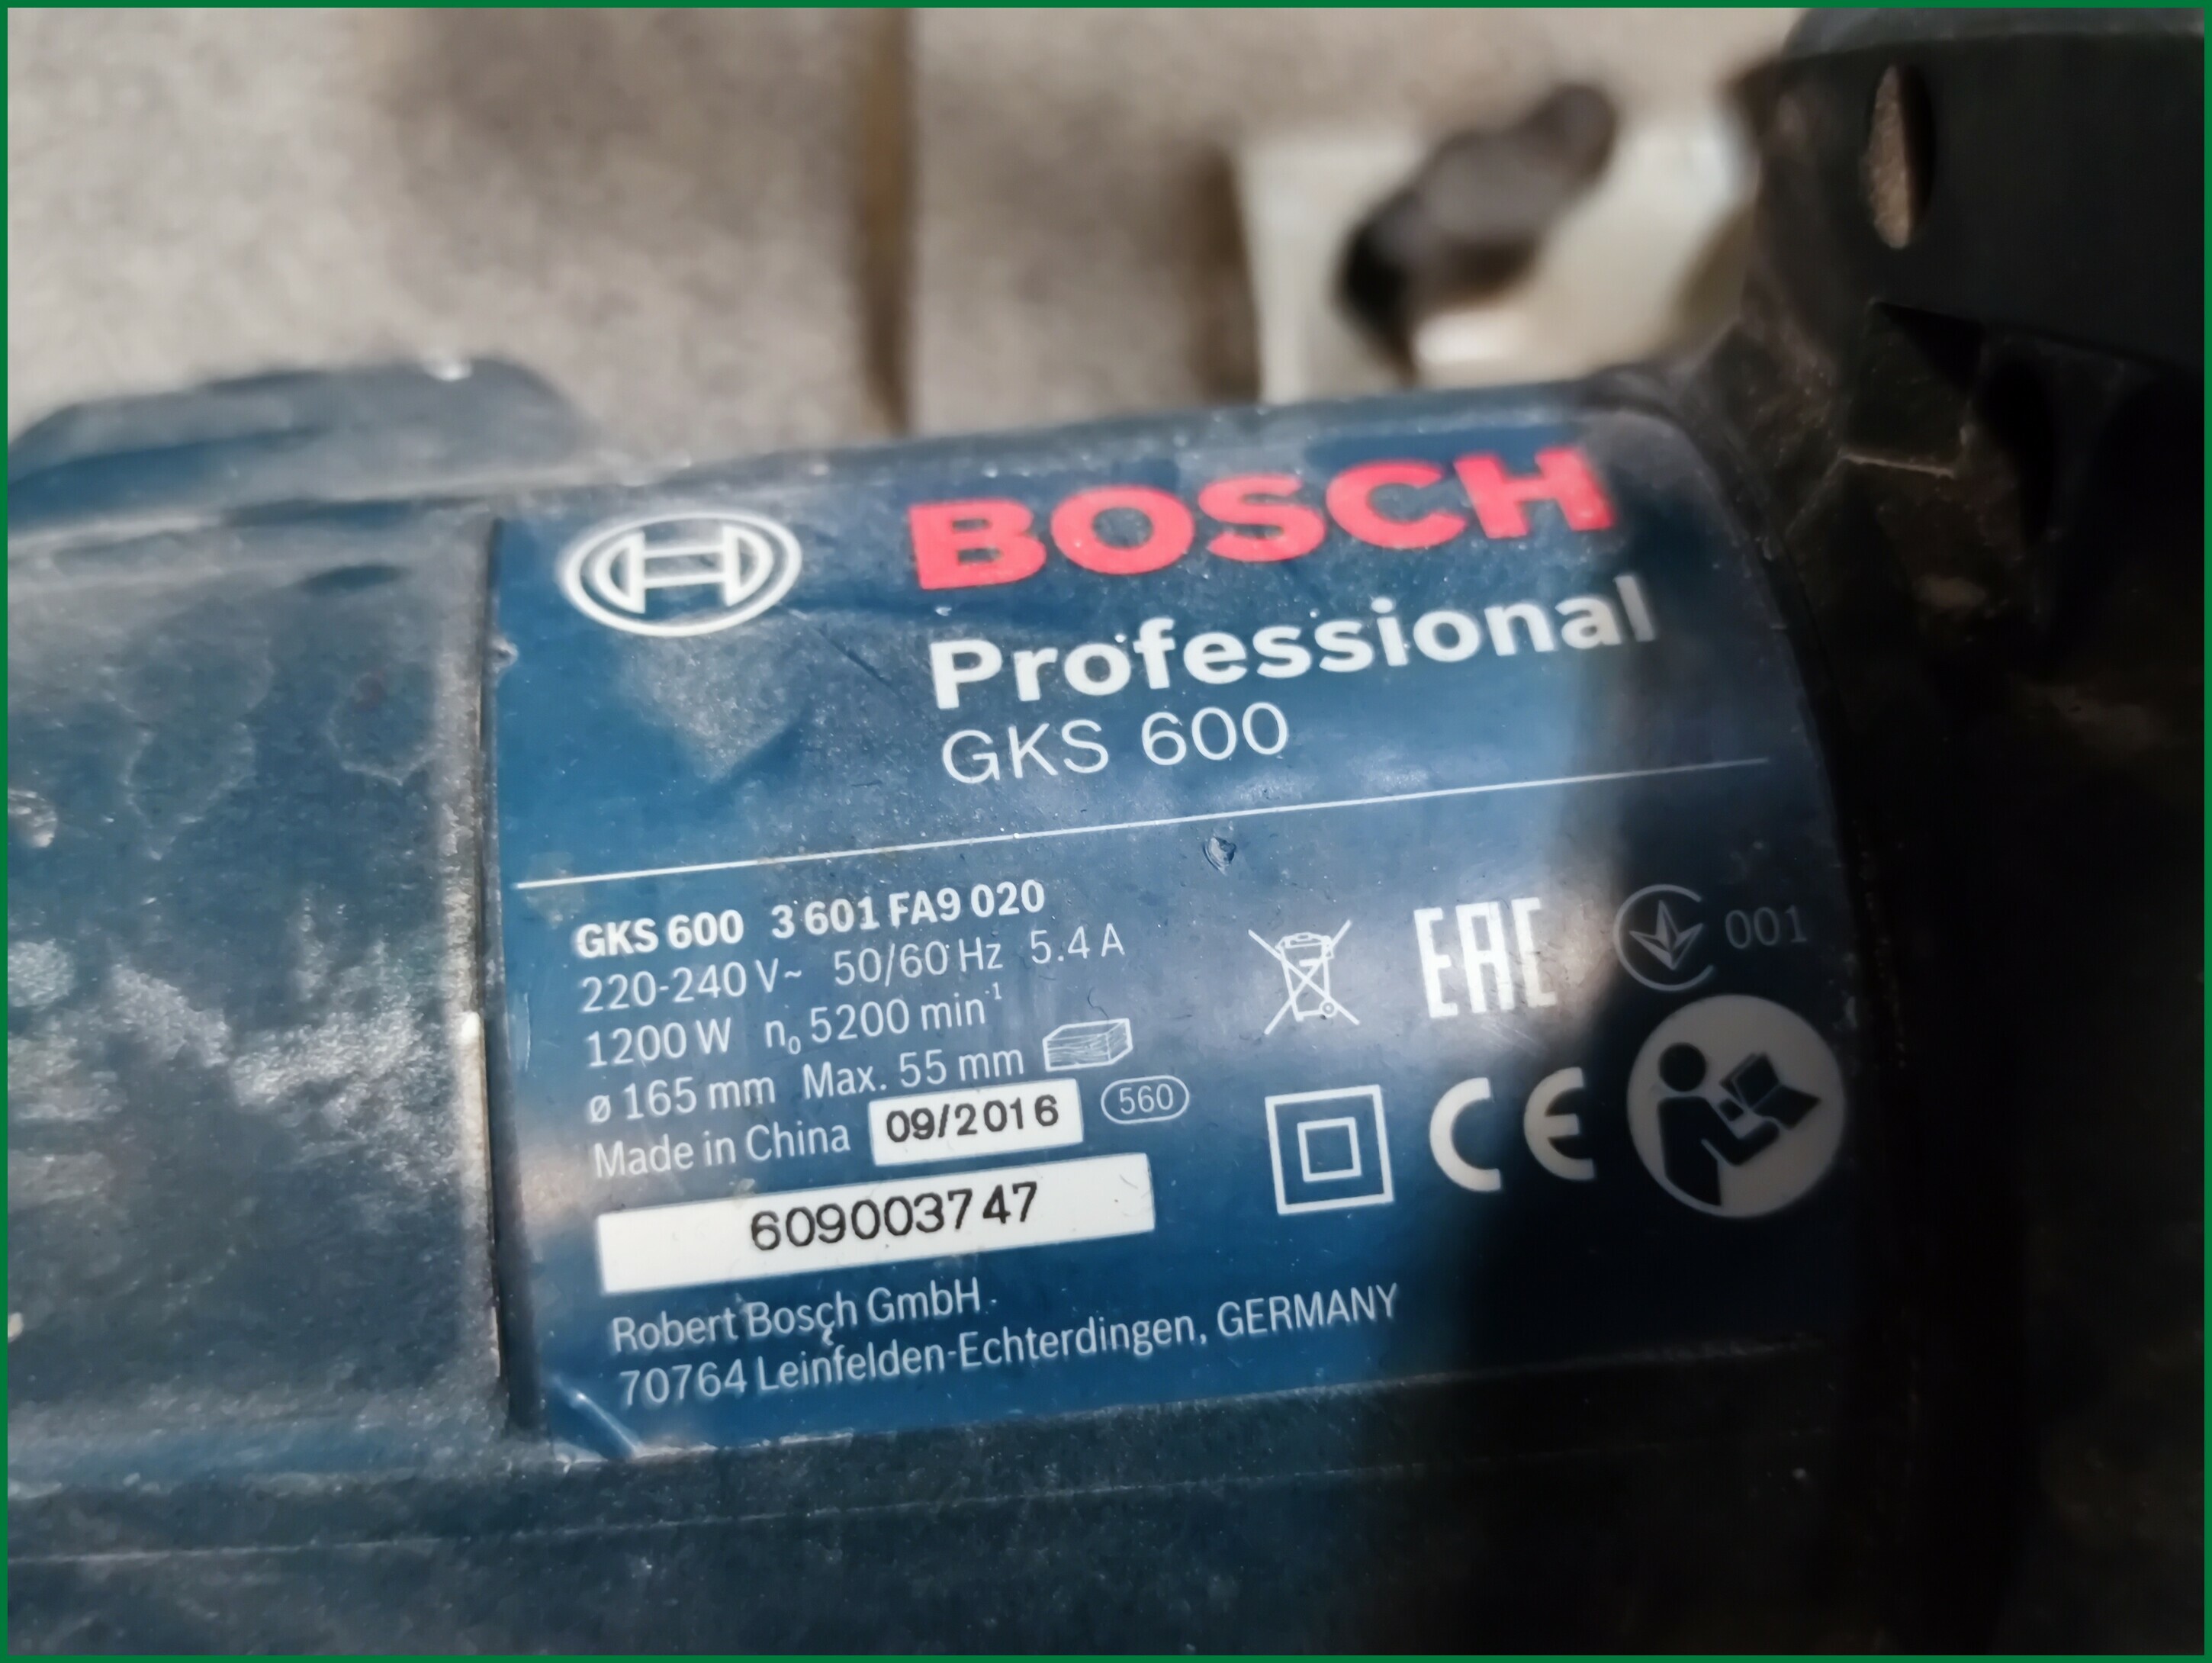 BOSCH
Professional
GKS 600
GKS 600 3 601 FA9 020
220-240 V~ 50/60 Hz 5.4 A
1200 W n₀ 5200 min⁻¹
ø 165 mm Max. 55 mm
Made in China 09/2016 560
609003747
Robert Bosch GmbH
70764 Leinfelden-Echterdingen, GERMANY
EAC 001
CE